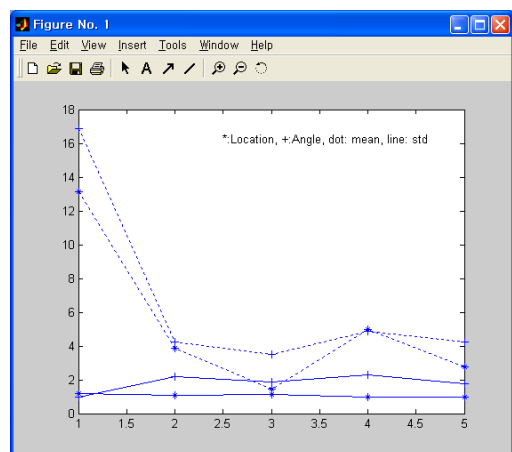 Figure No. 1
File Edit View Insert Tools Window Help
A
18
*:Location, +:Angle, dot: mean, line: std
16
14
12
10
8
6
4
2
0
1 1.5 2 2.5 3 3.5 4 4.5 5